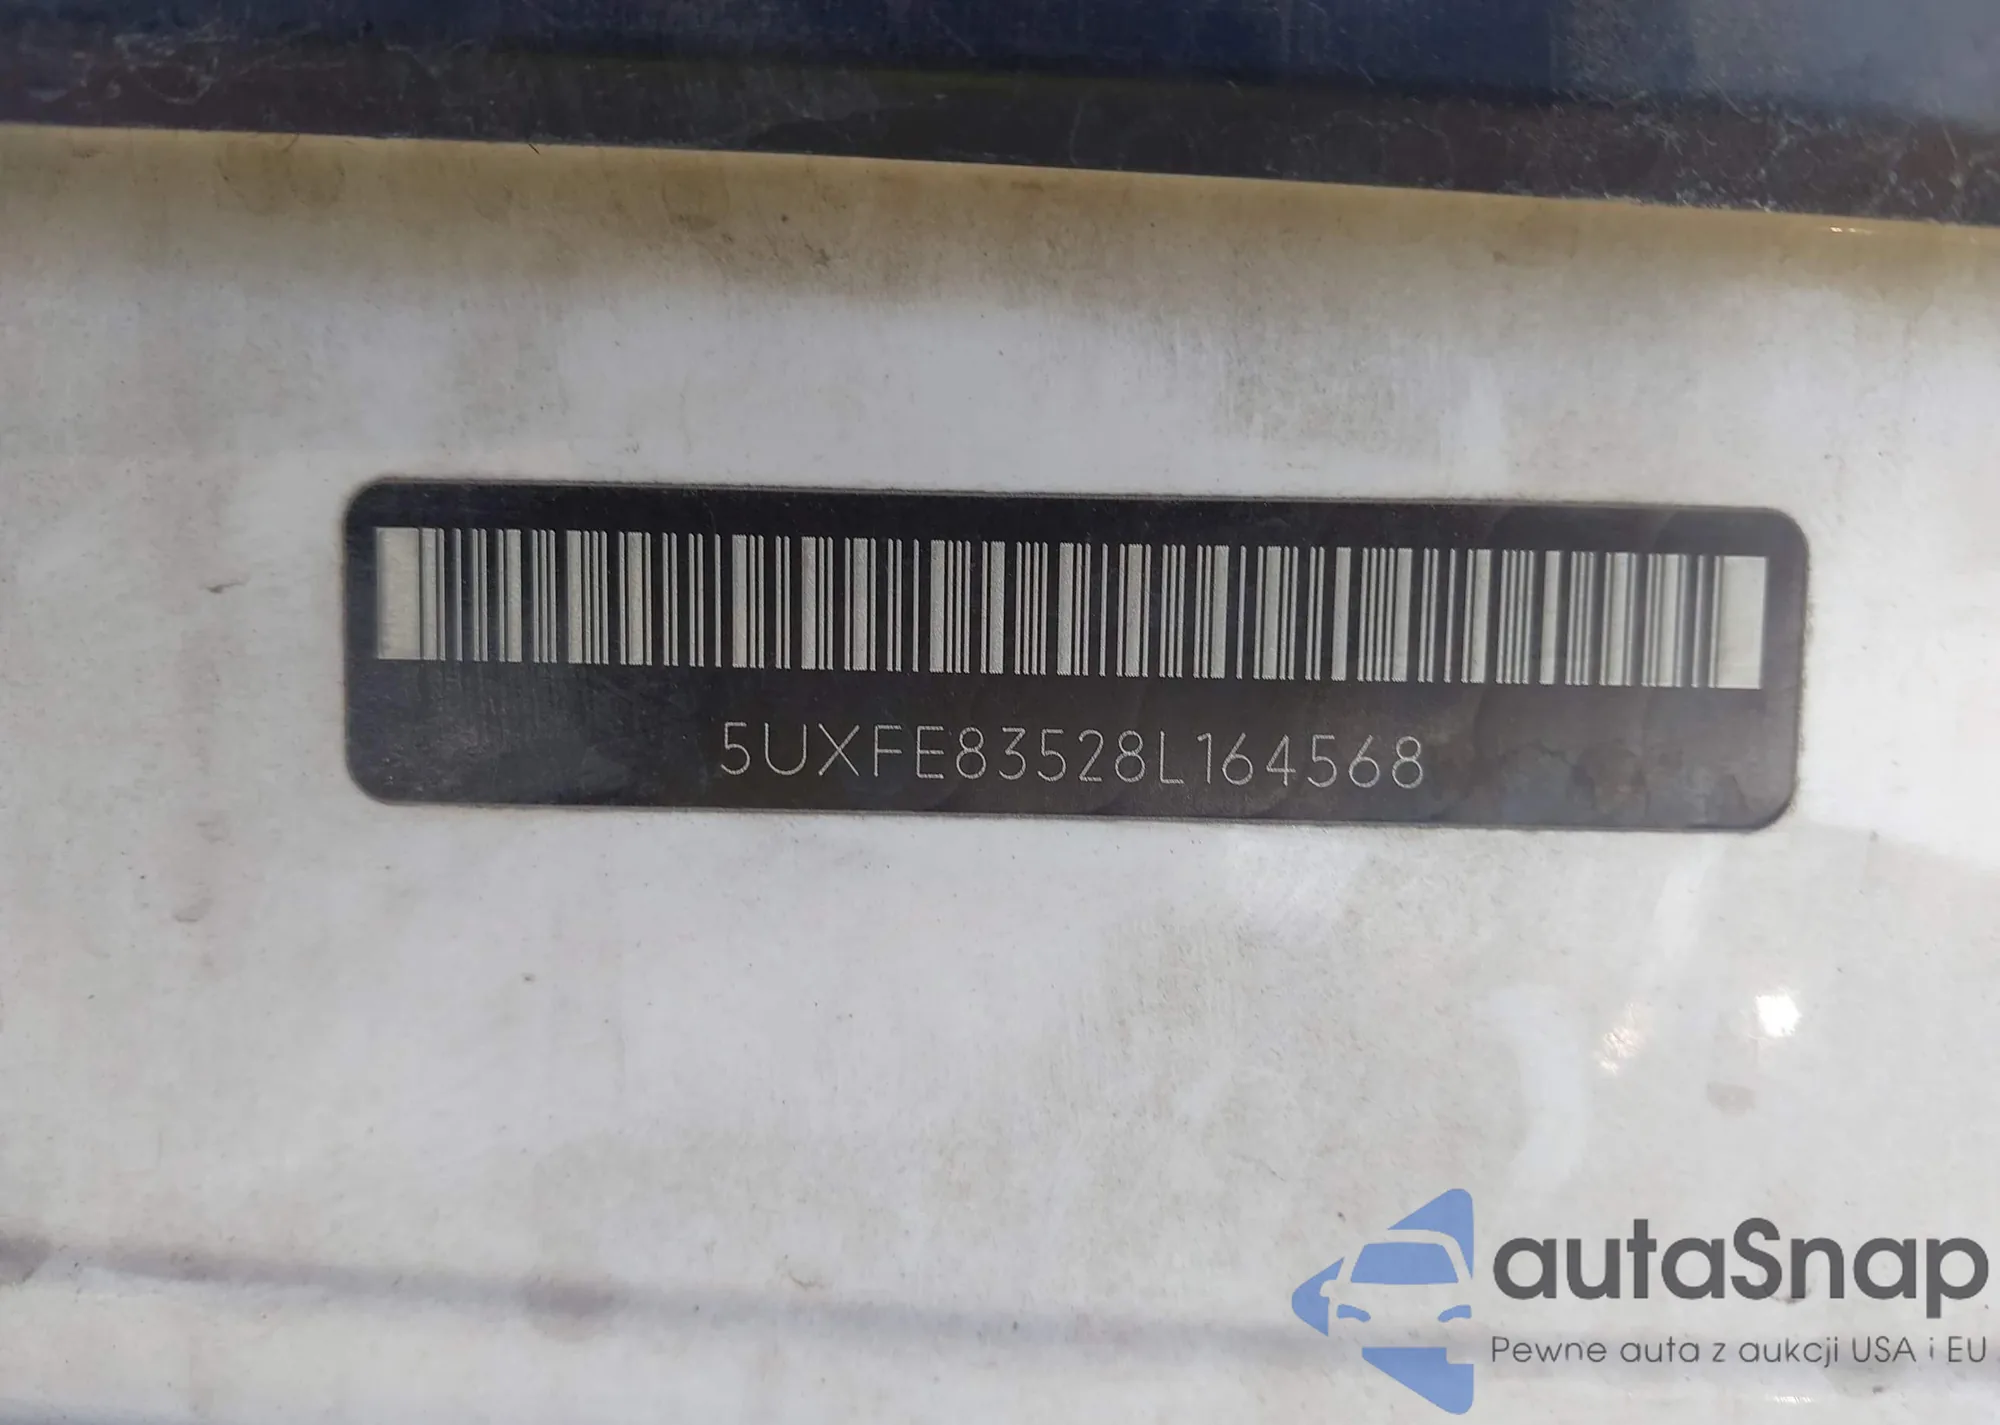 5UXFE83528L164568
autaSnap
Pewne auta z aukcji USA i EU